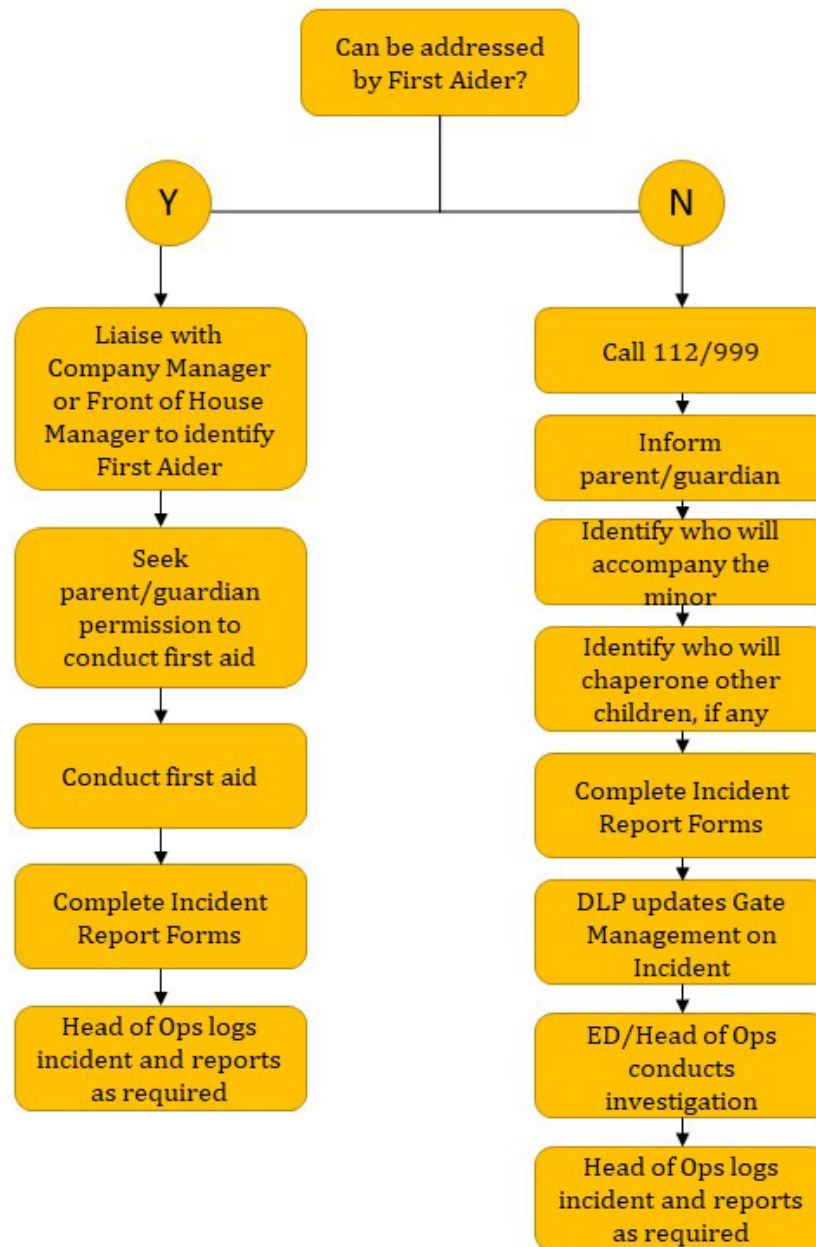 Can be addressed
by First Aider?
Y
N
Liaise with
Company Manager
or Front of House
Manager to identify
First Aider
Seek
parent/guardian
permission to
conduct first aid
Conduct first aid
Complete Incident
Report Forms
Head of Ops logs
incident and reports
as required
Call 112/999
Inform
parent/guardian
Identify who will
accompany the
minor
Identify who will
chaperone other
children, if any
Complete Incident
Report Forms
DLP updates Gate
Management on
Incident
ED/Head of Ops
conducts
investigation
Head of Ops logs
incident and reports
as required